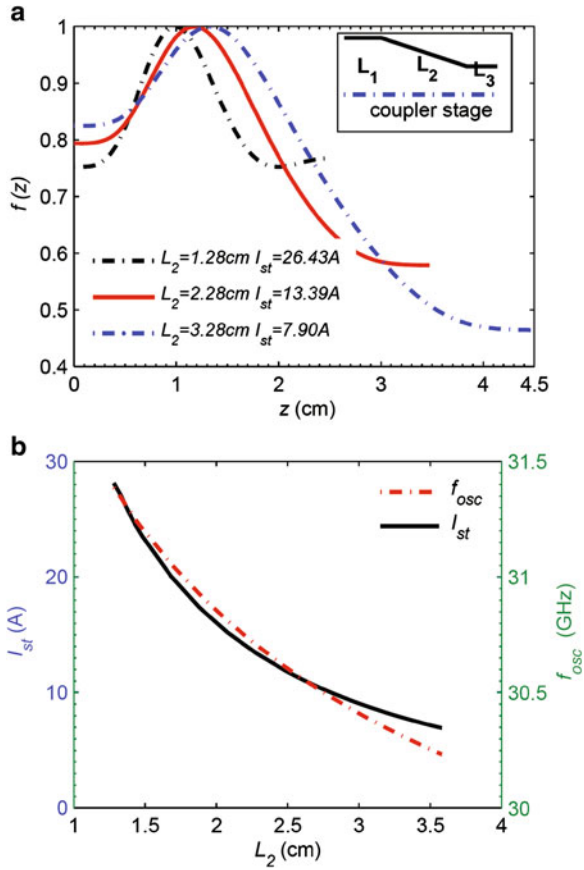 a
1
0.9
0.8
0.7
0.6
0.5
0.4
f (z)
L1 L2 L3
coupler stage
L2=1.28cm Ist=26.43A
L2=2.28cm Ist=13.39A
L2=3.28cm Ist=7.90A
0 1 2 3 4 4.5
z (cm)
b
30
20
10
0
Ist (A)
31.5
31
30.5
30
fosc (GHz)
fosc
Ist
1 1.5 2 2.5 3 3.5 4
L2 (cm)